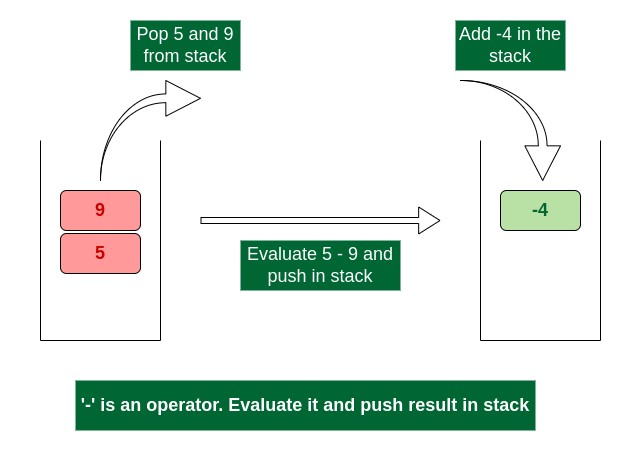 Pop 5 and 9
from stack
Add -4 in the
stack
9
5
-4
Evaluate 5 - 9 and
push in stack
'-' is an operator. Evaluate it and push result in stack